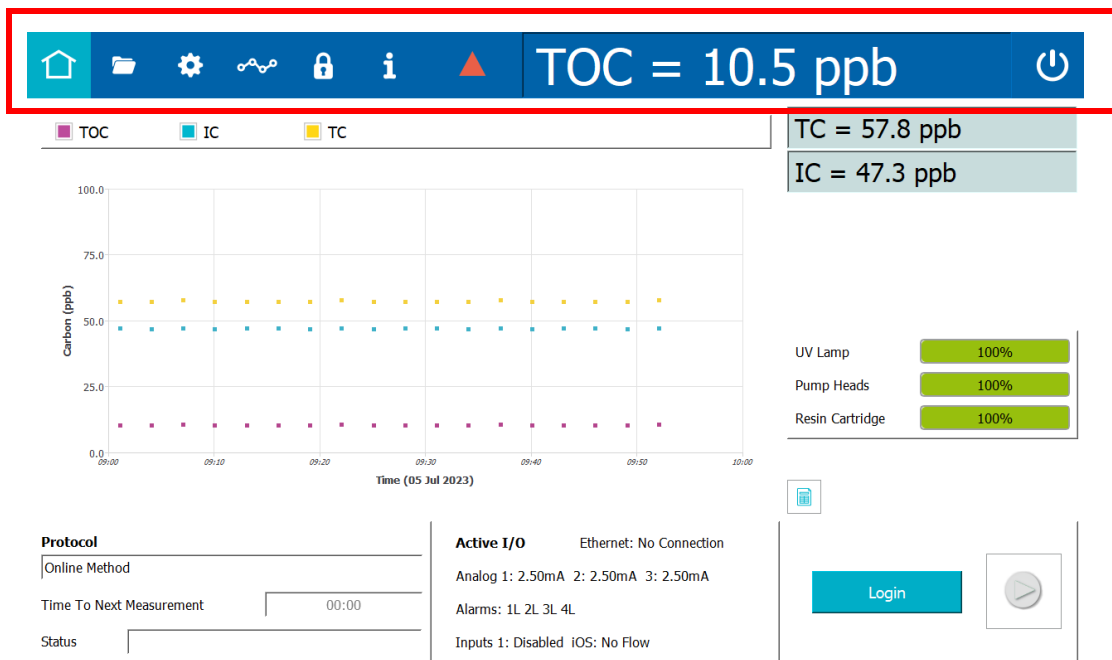 TOC = 10.5 ppb
TOC IC TC
TC = 57.8 ppb
IC = 47.3 ppb
100.0
75.0
50.0
25.0
0.0
Carbon (ppb)
09:00 09:10 09:20 09:30 09:40 09:50 10:00
Time (05 Jul 2023)
UV Lamp 100%
Pump Heads 100%
Resin Cartridge 100%
Protocol
Online Method
Time To Next Measurement 00:00
Status
Active I/O Ethernet: No Connection
Analog 1: 2.50mA 2: 2.50mA 3: 2.50mA
Alarms: 1L 2L 3L 4L
Inputs 1: Disabled iOS: No Flow
Login